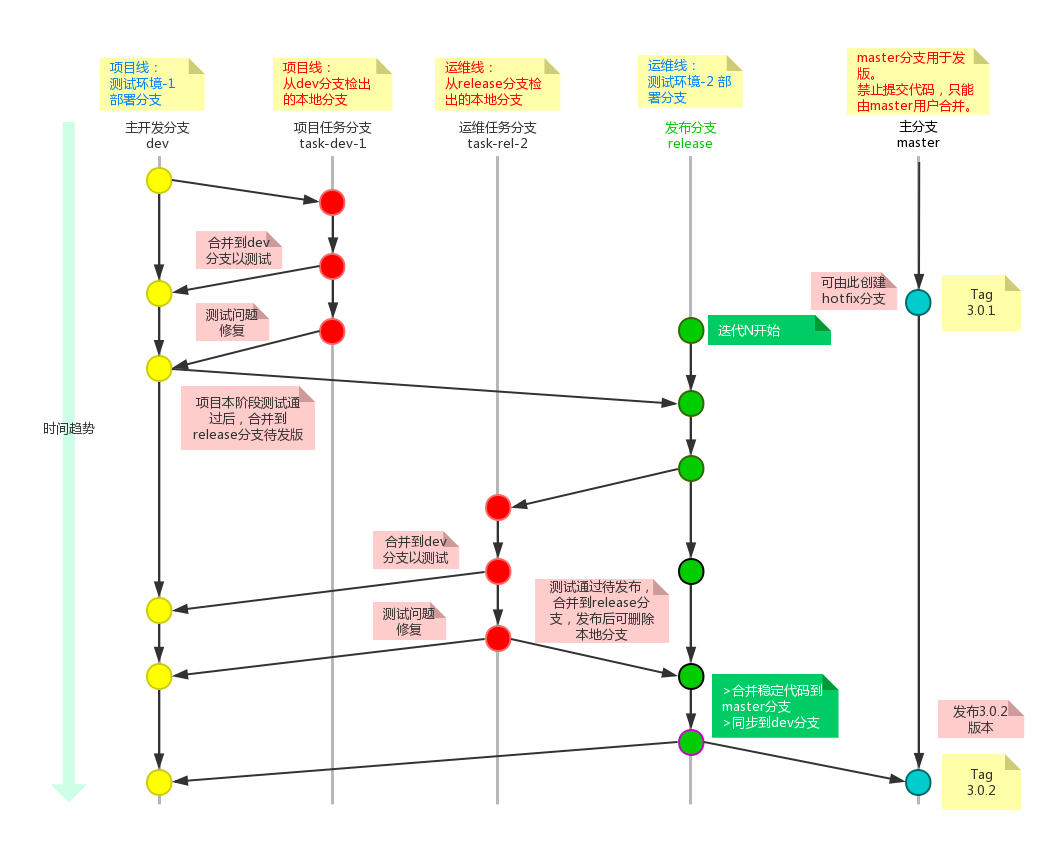 项目线：
测试环境-1
部署分支
项目线：
从dev分支检出
的本地分支
运维线：
从release分支检
出的本地分支
运维线：
测试环境-2 部
署分支
master分支用于发
版。
禁止提交代码，只能
由master用户合并。
主开发分支
dev
项目任务分支
task-dev-1
运维任务分支
task-rel-2
发布分支
release
主分支
master
合并到dev
分支以测试
可由此创建
hotfix分支
Tag
3.0.1
测试问题
修复
迭代N开始
项目本阶段测试通
过后，合并到
release分支待发版
时间趋势
合并到dev
分支以测试
测试通过待发布，
合并到release分
支，发布后可删除
本地分支
测试问题
修复
>合并稳定代码到
master分支
>同步到dev分支
发布3.0.2
版本
Tag
3.0.2